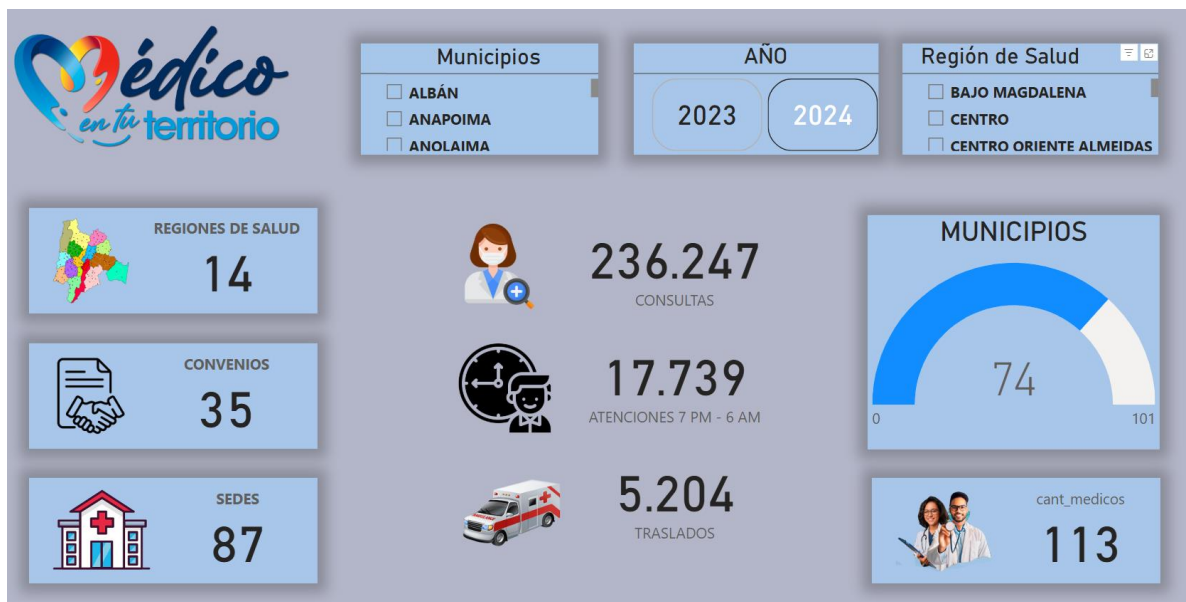 Médico
en tú territorio
Municipios
ALBÁN
ANAPOIMA
ANOLAIMA
AÑO
2023
2024
Región de Salud
BAJO MAGDALENA
CENTRO
CENTRO ORIENTE ALMEIDAS
REGIONES DE SALUD
14
CONVENIOS
35
SEDES
87
236.247
CONSULTAS
17.739
ATENCIONES 7 PM - 6 AM
5.204
TRASLADOS
MUNICIPIOS
74
0
101
cant_medicos
113